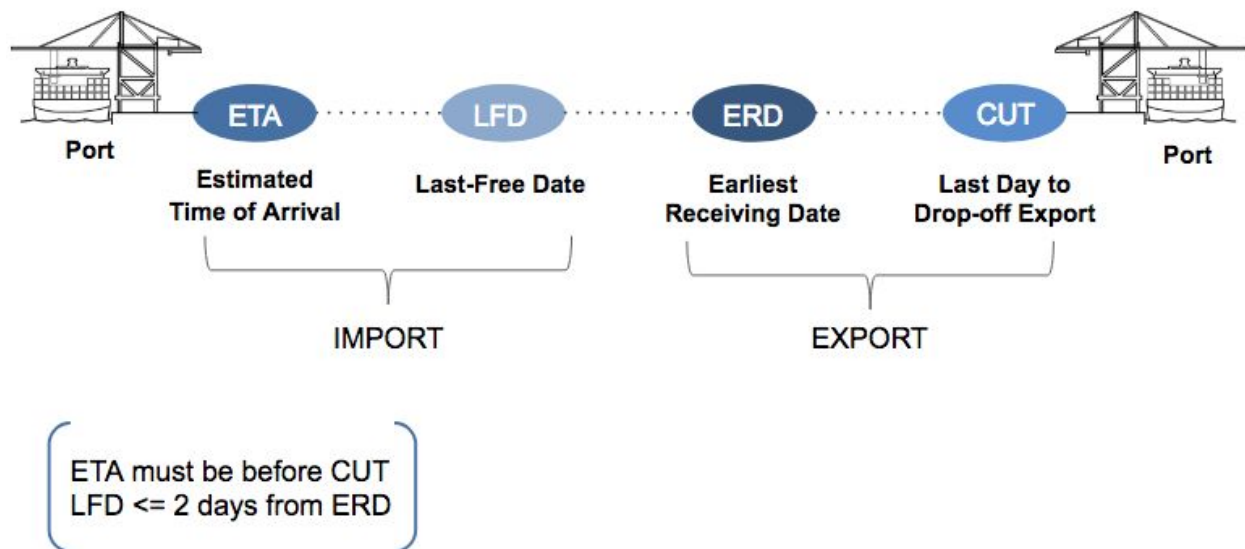 ETA
LFD
ERD
CUT
Port
Port
Estimated
Time of Arrival
Last-Free Date
Earliest
Receiving Date
Last Day to
Drop-off Export
IMPORT
EXPORT
ETA must be before CUT
LFD <= 2 days from ERD